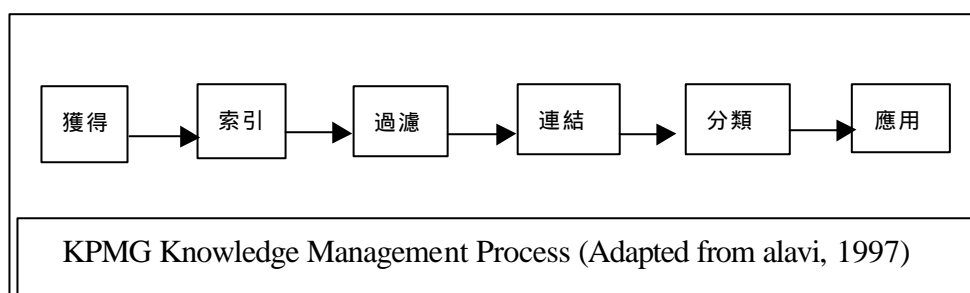 獲得 索引 過濾 連結 分類 應用
KPMG Knowledge Management Process (Adapted from alavi, 1997)